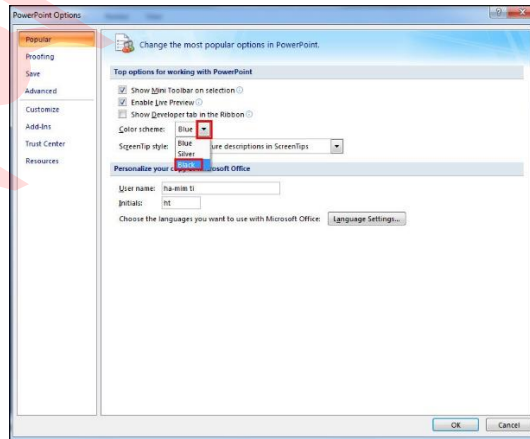 PowerPoint Options
Popular
Proofing
Save
Advanced
Customize
Add-Ins
Trust Center
Resources
Change the most popular options in PowerPoint.
Top options for working with PowerPoint
Show Mini Toolbar on selection
Enable Live Preview
Show Developer tab in the Ribbon
Color scheme: Blue
Blue
Silver
Black
ScreenTip style: ure descriptions in ScreenTips
Personalize your copy of Microsoft Office
User name: ha-mim ti
Initials: ht
Choose the languages you want to use with Microsoft Office: Language Settings...
OK Cancel